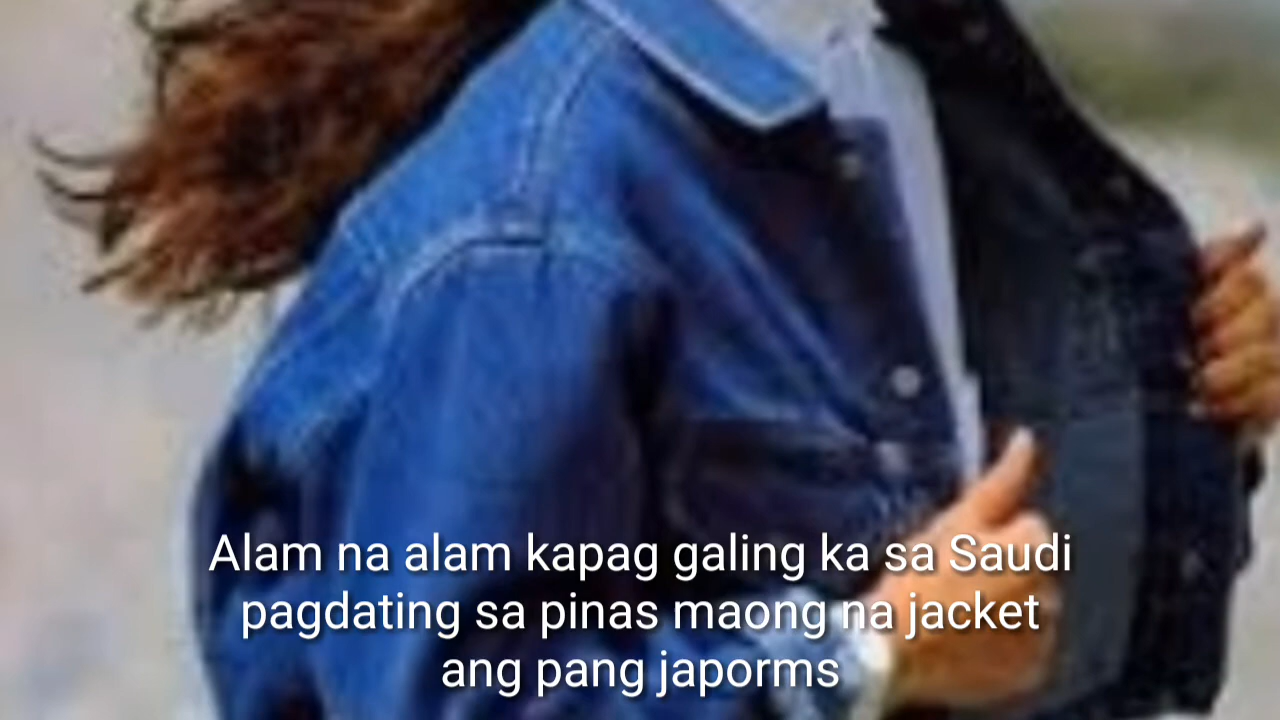 Alam na alam kapag galing ka sa Saudi
pagdating sa pinas maong na jacket
ang pang japorms